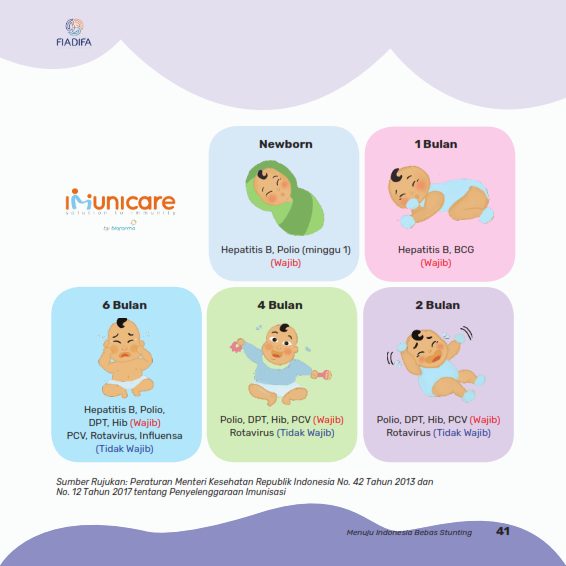 FIADIFA
imunicare
solution to immunity
by biofarma
Newborn
Hepatitis B, Polio (minggu 1)
(Wajib)
1 Bulan
Hepatitis B, BCG
(Wajib)
6 Bulan
Hepatitis B, Polio,
DPT, Hib (Wajib)
PCV, Rotavirus, Influensa
(Tidak Wajib)
4 Bulan
Polio, DPT, Hib, PCV (Wajib)
Rotavirus (Tidak Wajib)
2 Bulan
Polio, DPT, Hib, PCV (Wajib)
Rotavirus (Tidak Wajib)
Sumber Rujukan: Peraturan Menteri Kesehatan Republik Indonesia No. 42 Tahun 2013 dan
No. 12 Tahun 2017 tentang Penyelenggaraan Imunisasi
Menuju Indonesia Bebas Stunting 41